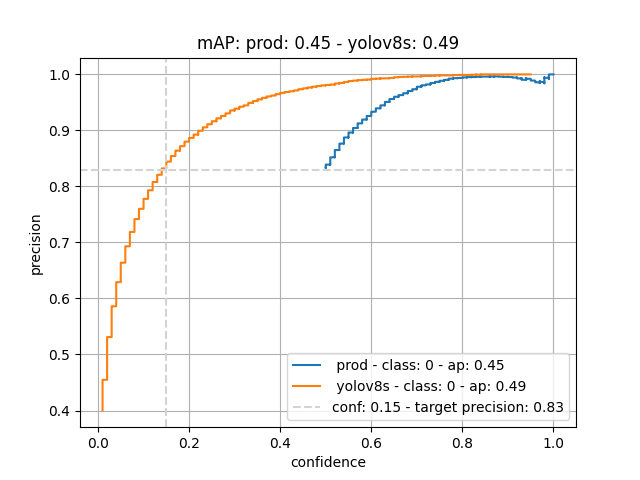 mAP: prod: 0.45 - yolov8s: 0.49
1.0
0.9
0.8
0.7
0.6
0.5
0.4
precision
prod - class: 0 - ap: 0.45
yolov8s - class: 0 - ap: 0.49
conf: 0.15 - target precision: 0.83
0.0 0.2 0.4 0.6 0.8 1.0
confidence